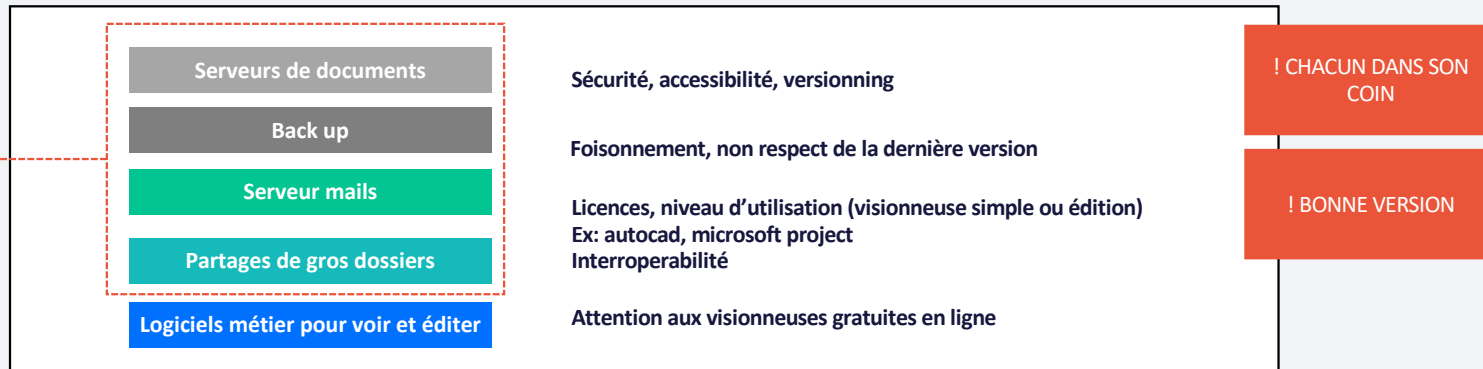 Serveurs de documents
Back up
Serveur mails
Partages de gros dossiers
Logiciels métier pour voir et éditer
Sécurité, accessibilité, versionning
Foisonnement, non respect de la dernière version
Licences, niveau d’utilisation (visionneuse simple ou édition)
Ex: autocad, microsoft project
Interroperabilité
Attention aux visionneuses gratuites en ligne
! CHACUN DANS SON
COIN
! BONNE VERSION